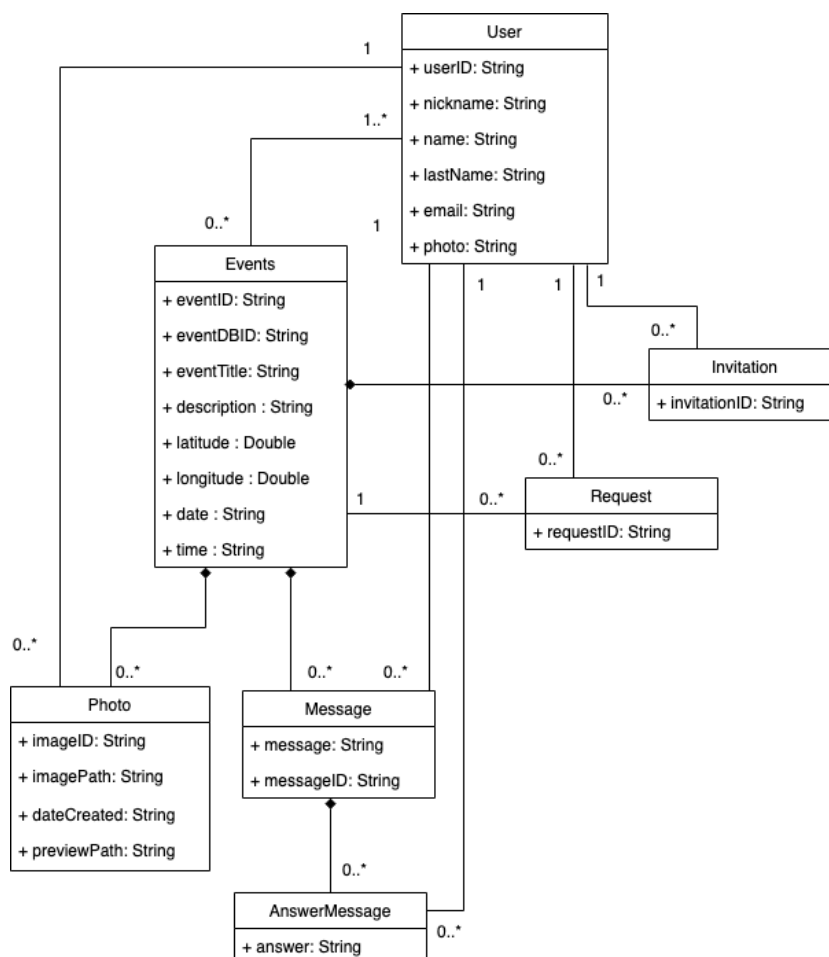 User
+ userID: String
+ nickname: String
+ name: String
+ lastName: String
+ email: String
+ photo: String
1
1..*
0..*
1
1
1
1
Events
+ eventID: String
+ eventDBID: String
+ eventTitle: String
+ description : String
+ latitude : Double
+ longitude : Double
+ date : String
+ time : String
0..*
Invitation
+ invitationID: String
0..*
0..*
Request
+ requestID: String
1
0..*
0..*
0..*
0..*
0..*
Photo
+ imageID: String
+ imagePath: String
+ dateCreated: String
+ previewPath: String
Message
+ message: String
+ messageID: String
0..*
AnswerMessage
+ answer: String
0..*